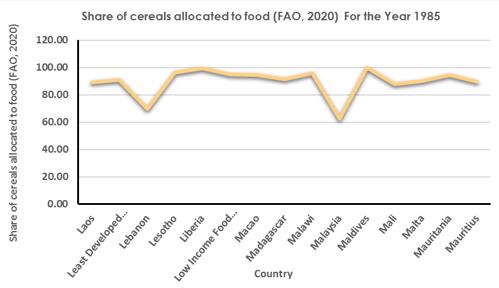 Share of cereals allocated to food (FAO, 2020) For the Year 1985
Share of cereals allocated to food (FAO, 2020)
120.00
100.00
80.00
60.00
40.00
20.00
0.00
Laos
Least Developed...
Lebanon
Lesotho
Liberia
Low Income Food...
Macao
Madagascar
Malawi
Malaysia
Maldives
Mali
Malta
Mauritania
Mauritius
Country